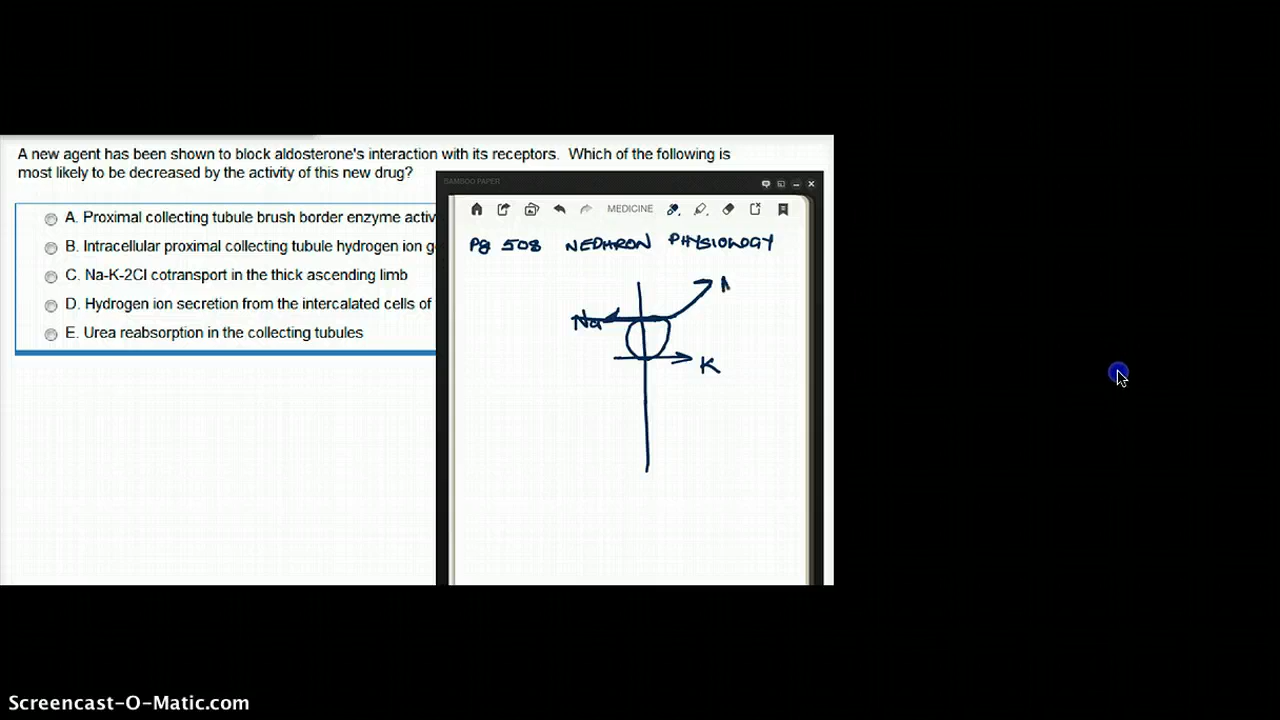 A new agent has been shown to block aldosterone's interaction with its receptors. Which of the following is
most likely to be decreased by the activity of this new drug?
A. Proximal collecting tubule brush border enzyme activ
B. Intracellular proximal collecting tubule hydrogen ion g
C. Na-K-2Cl cotransport in the thick ascending limb
D. Hydrogen ion secretion from the intercalated cells of
E. Urea reabsorption in the collecting tubules
BAMBOO PAPER
MEDICINE
Pg 508 NEPHRON PHYSIOLOGY
Na
K
Screencast-O-Matic.com